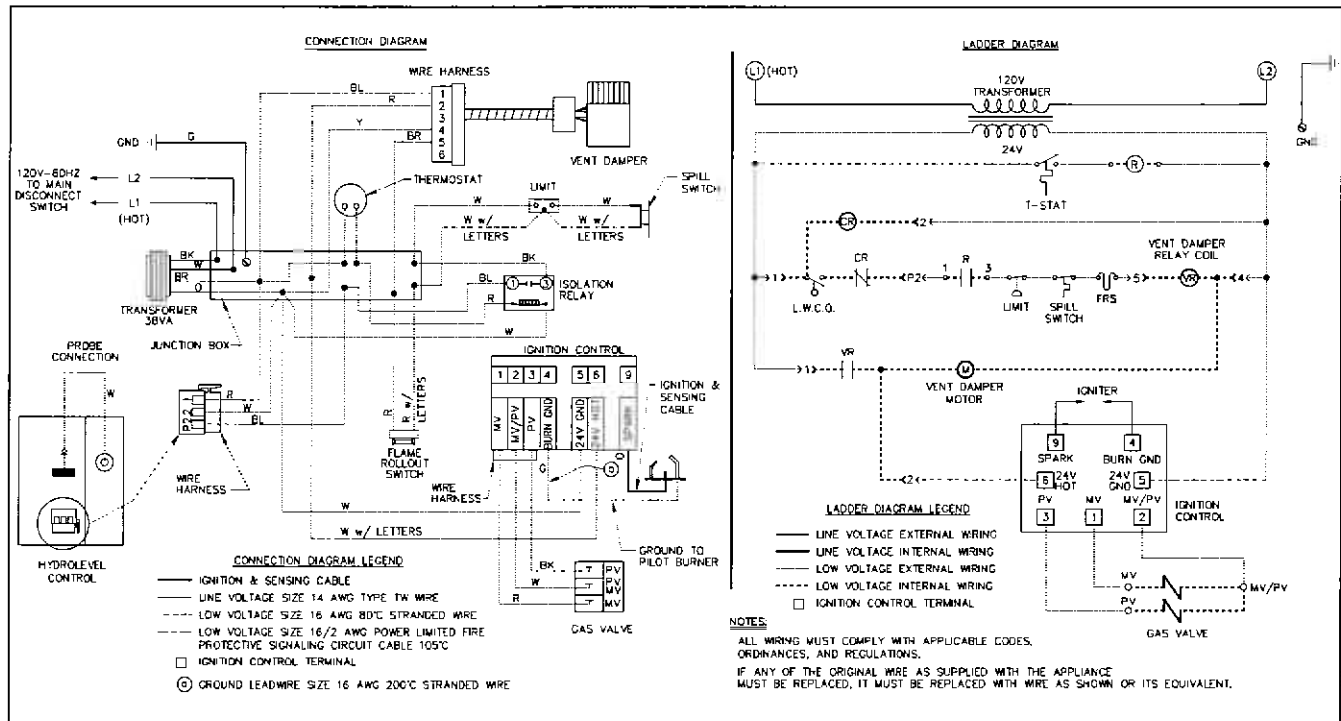 CONNECTION DIAGRAM
WIRE HARNESS
BL
R
Y
BR
1
2
3
4
5
6
VENT DAMPER
GND
G
120V-60HZ
TO MAIN
DISCONNECT
SWITCH
L2
L1
(HOT)
THERMOSTAT
LIMIT
W
W
SPILL
SWITCH
W w/
LETTERS
W w/
LETTERS
BK
W
BR
O
TRANSFORMER
38VA
JUNCTION BOX
BK
BL
R
1
3
ISOLATION
RELAY
W
PROBE
CONNECTION
W
R
W
BL
P22
WIRE
HARNESS
HYDROLEVEL
CONTROL
R
R w/
LETTERS
FLAME
ROLLOUT
SWITCH
IGNITION CONTROL
1
2
3
4
5
6
9
MV
MV/PV
PV
BURN GND
24V GND
24V HOT
SPARK
IGNITION &
SENSING
CABLE
G
O
WIRE
HARNESS
W
W w/ LETTERS
GROUND TO
PILOT BURNER
BK
W
R
PV
PV
MV
MV
GAS VALVE
CONNECTION DIAGRAM LEGEND
IGNITION & SENSING CABLE
LINE VOLTAGE SIZE 14 AWG TYPE TW WIRE
LOW VOLTAGE SIZE 16 AWG 80°C STRANDED WIRE
LOW VOLTAGE SIZE 16/2 AWG POWER LIMITED FIRE
PROTECTIVE SIGNALING CIRCUIT CABLE 105°C
IGNITION CONTROL TERMINAL
GROUND LEADWIRE SIZE 16 AWG 200°C STRANDED WIRE
LADDER DIAGRAM
L1
(HOT)
120V
TRANSFORMER
24V
L2
R
T-STAT
CR
2
1
L.W.C.O.
CR
P2
1
R
3
LIMIT
SPILL
SWITCH
FRS
5
VENT DAMPER
RELAY COIL
VR
4
1
VR
M
VENT DAMPER
MOTOR
IGNITER
9
4
SPARK
BURN GND
2
6
24V
HOT
24V
GND
5
PV
MV
MV/PV
3
1
2
IGNITION
CONTROL
MV
PV
MV/PV
GAS VALVE
LADDER DIAGRAM LEGEND
LINE VOLTAGE EXTERNAL WIRING
LINE VOLTAGE INTERNAL WIRING
LOW VOLTAGE EXTERNAL WIRING
LOW VOLTAGE INTERNAL WIRING
IGNITION CONTROL TERMINAL
NOTES:
ALL WIRING MUST COMPLY WITH APPLICABLE CODES,
ORDINANCES, AND REGULATIONS.
IF ANY OF THE ORIGINAL WIRE AS SUPPLIED WITH THE APPLIANCE
MUST BE REPLACED, IT MUST BE REPLACED WITH WIRE AS SHOWN OR ITS EQUIVALENT.